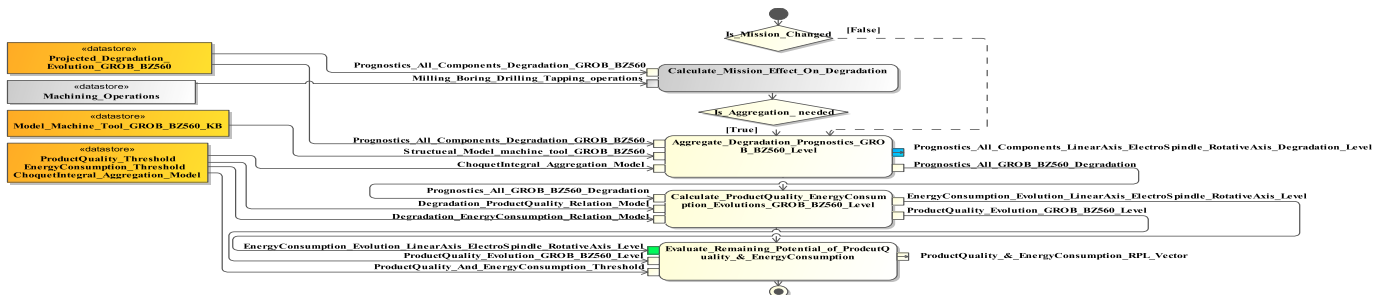 Is_Mission_Changed
[False]
«datastore»
Projected_Degradation_
Evolution_GROB_BZ560
Prognostics_All_Components_Degradation_GROB_BZ560
Calculate_Mission_Effect_On_Degradation
Milling_Boring_Drilling_Tapping_operations
«datastore»
Machining_Operations
Is_Aggregation_ needed
«datastore»
Model_Machine_Tool_GROB_BZ560_KB
[True]
Prognostics_All_Components_Degradation_GROB_BZ560
Aggregate_Degradation_Prognostics_GRO
B_BZ560_Level
Prognostics_All_Components_LinearAxis_ElectroSpindle_RotativeAxis_Degradation_Level
Structueal_Model_machine_tool_GROB_BZ560
«datastore»
ProductQuality_Threshold
EnergyConsumption_Threshold
ChoquetIntegral_Aggregation_Model
ChoquetIntegral_Aggregation_Model
Prognostics_All_GROB_BZ560_Degradation
Prognostics_All_GROB_BZ560_Degradation
Calculate_ProductQuality_EnergyConsum
ption_Evolutions_GROB_BZ560_Level
EnergyConsumption_Evolution_LinearAxis_ElectroSpindle_RotativeAxis_Level
Degradation_ProductQuality_Relation_Model
ProductQuality_Evolution_GROB_BZ560_Level
Degradation_EnergyConsumption_Relation_Model
EnergyConsumption_Evolution_LinearAxis_ElectroSpindle_RotativeAxis_Level
Evaluate_Remaining_Potential_of_ProdcutQ
uality_&_EnergyConsumption
ProductQuality_Evolution_GROB_BZ560_Level
ProductQuality_&_EnergyConsumption_RPL_Vector
ProductQuality_And_EnergyConsumption_Threshold